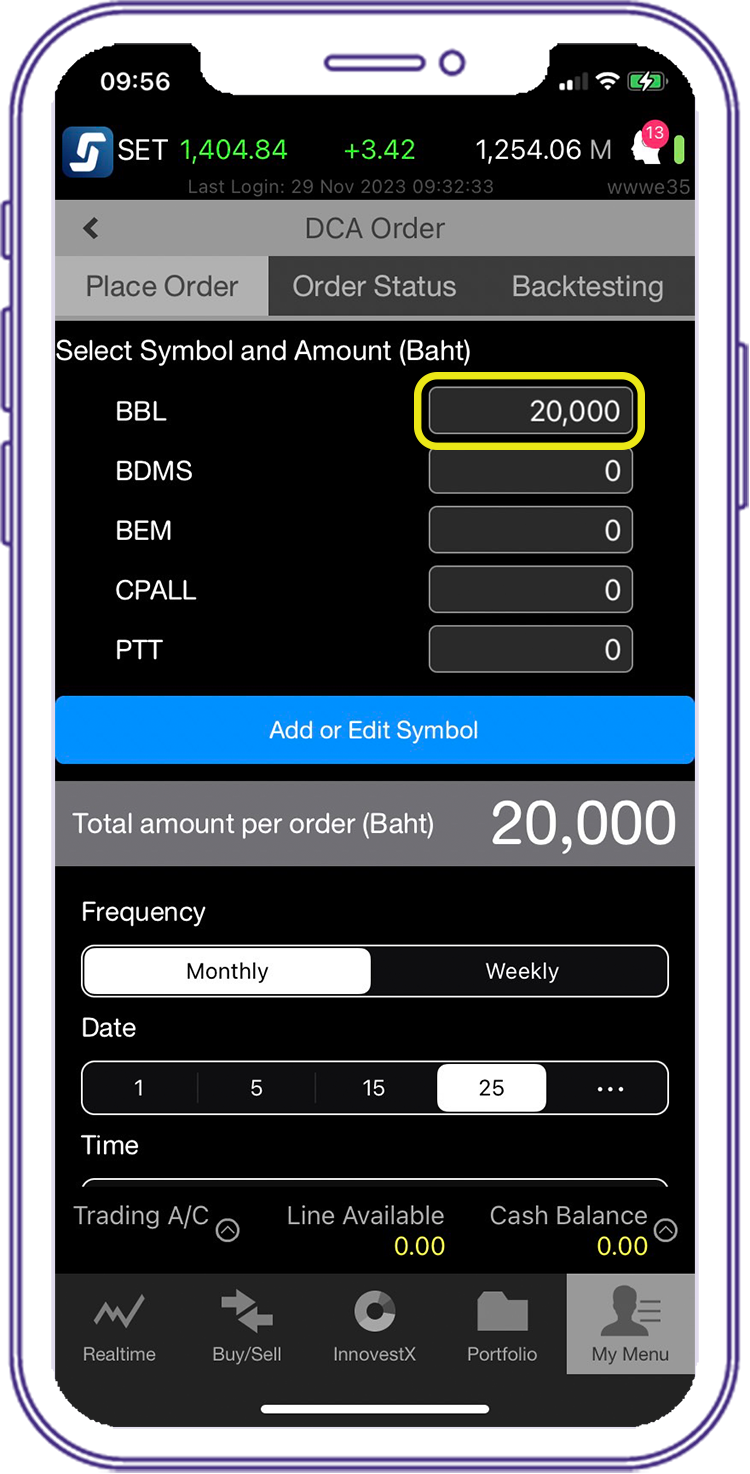 09:56
SET 1,404.84 +3.42 1,254.06 M 13
Last Login: 29 Nov 2023 09:32:33 wwwe35
DCA Order
Place Order Order Status Backtesting
Select Symbol and Amount (Baht)
BBL 20,000
BDMS 0
BEM 0
CPALL 0
PTT 0
Add or Edit Symbol
Total amount per order (Baht) 20,000
Frequency
Monthly Weekly
Date
1 5 15 25 ...
Time
Trading A/C Line Available Cash Balance
0.00 0.00
Realtime Buy/Sell InnovestX Portfolio My Menu